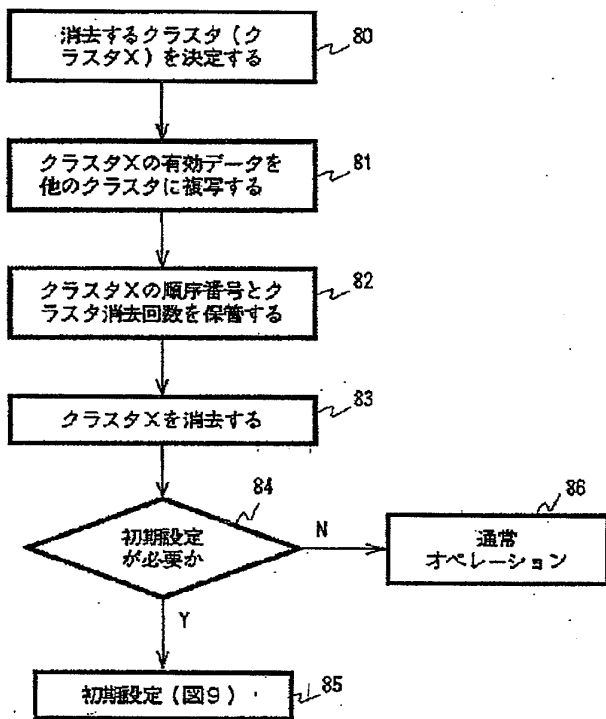 消去するクラスタ(ク
ラスタX)を決定する
80
クラスタXの有効データを
他のクラスタに複写する
81
クラスタXの順序番号とク
ラスタ消去回数を保管する
82
クラスタXを消去する
83
初期設定
が必要か
84
N
通常
オペレーション
86
Y
初期設定(図9)
85